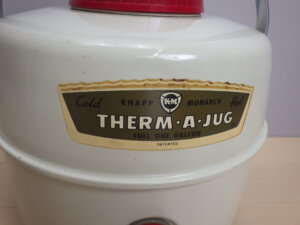 Cold KNAPP K·M MONARCH Hot
THERM·A·JUG
FULL ONE GALLON
PATENTED